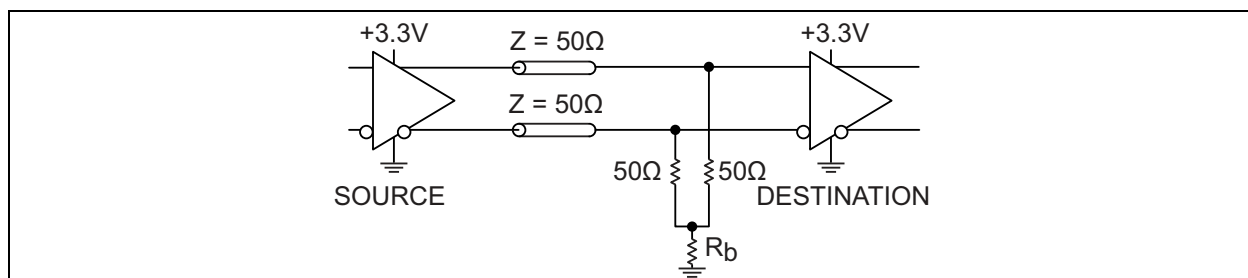 +3.3V
Z = 50Ω
+3.3V
Z = 50Ω
50Ω
50Ω
SOURCE
DESTINATION
Rb